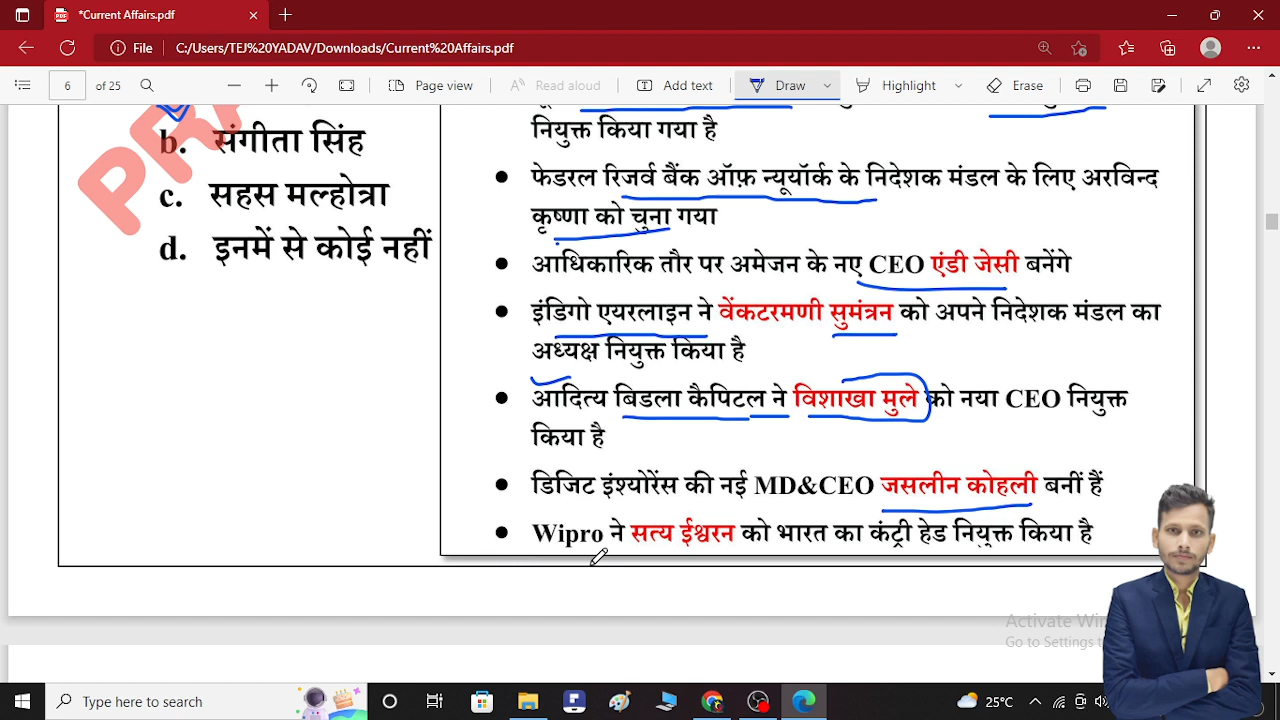 *Current Affairs.pdf
File C:/Users/TEJ%20YADAV/Downloads/Current%20Affairs.pdf
6 of 25 Page view Read aloud Add text Draw Highlight Erase
PRA
b. संगीता सिंह
c. सहस मल्होत्रा
d. इनमें से कोई नहीं
नियुक्त किया गया है
• फेडरल रिजर्व बैंक ऑफ़ न्यूयॉर्क के निदेशक मंडल के लिए अरविन्द
कृष्णा को चुना गया
• आधिकारिक तौर पर अमेजन के नए CEO एंडी जेसी बनेंगे
• इंडिगो एयरलाइन ने वेंकटरमणी सुमंत्रन को अपने निदेशक मंडल का
अध्यक्ष नियुक्त किया है
• आदित्य बिडला कैपिटल ने विशाखा मुले को नया CEO नियुक्त
किया है
• डिजिट इंश्योरेंस की नई MD&CEO जसलीन कोहली बनीं हैं
• Wipro ने सत्य ईश्वरन को भारत का कंट्री हेड नियुक्त किया है
Activate Win
Go to Settings t
Type here to search 25°C